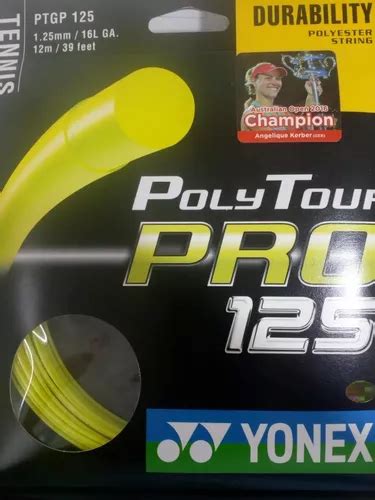 TENNIS
PTGP 125
1.25mm / 16L GA.
12m / 39 feet
DURABILITY
POLYESTER
STRING
Australian Open 2016
Champion
Angelique Kerber (GER)
POLYTOUR
PRO
125
YONEX